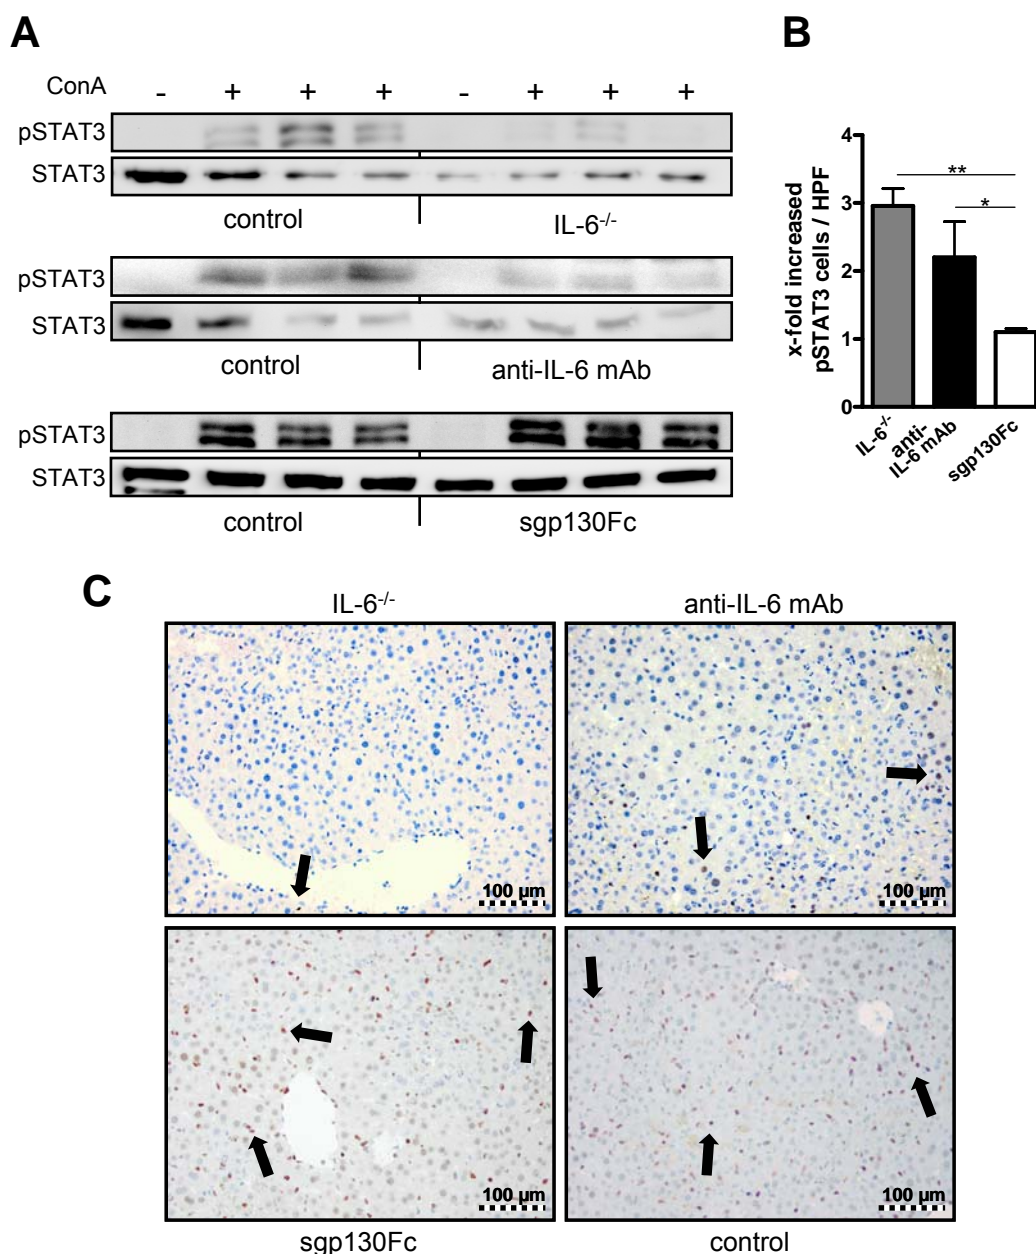 A
ConA - + + + - + + +
pSTAT3
STAT3
control IL-6-/-
pSTAT3
STAT3
control anti-IL-6 mAb
pSTAT3
STAT3
control sgp130Fc
B
x-fold increased
pSTAT3 cells / HPF
4
3
2
1
0
**
*
IL-6-/-
anti-
IL-6 mAb
sgp130Fc
C
IL-6-/- anti-IL-6 mAb
100 µm 100 µm
100 µm 100 µm
sgp130Fc control